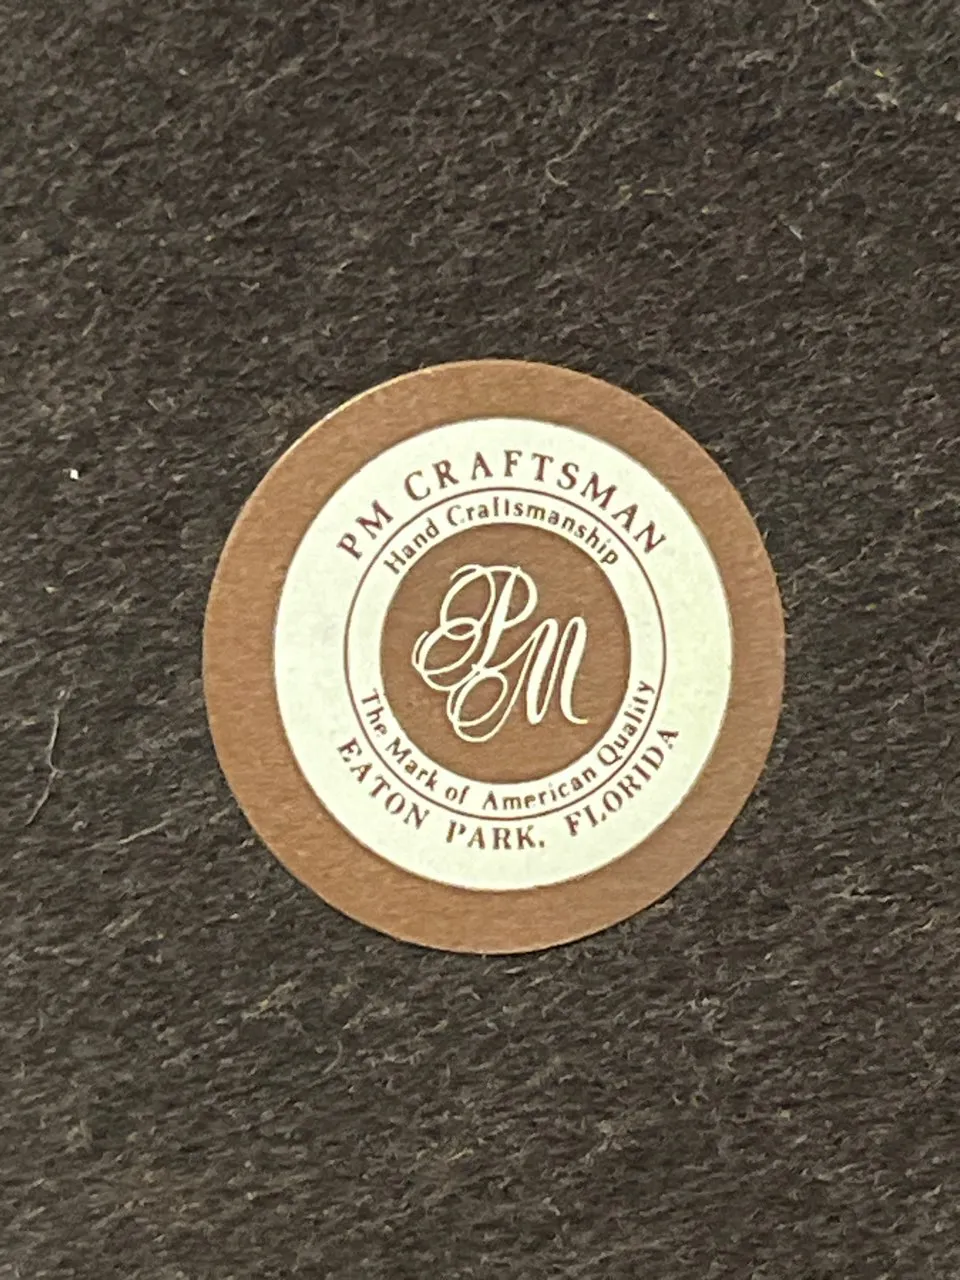 PM CRAFTSMAN
Hand Craftsmanship
PM
The Mark of American Quality
EATON PARK, FLORIDA